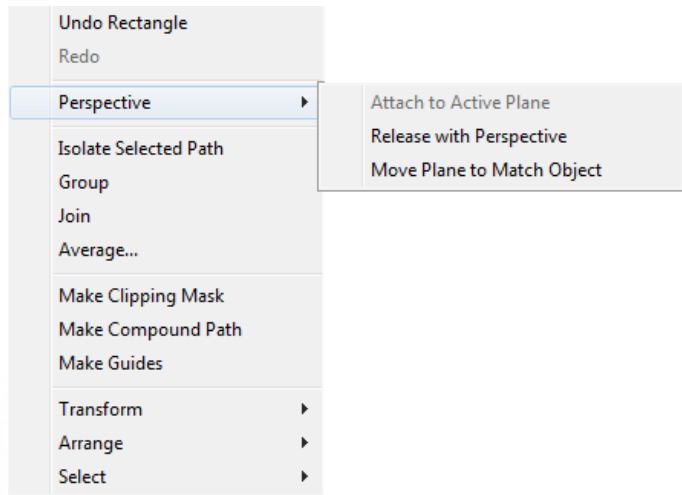 Undo Rectangle
Redo
Perspective
Attach to Active Plane
Release with Perspective
Move Plane to Match Object
Isolate Selected Path
Group
Join
Average...
Make Clipping Mask
Make Compound Path
Make Guides
Transform
Arrange
Select